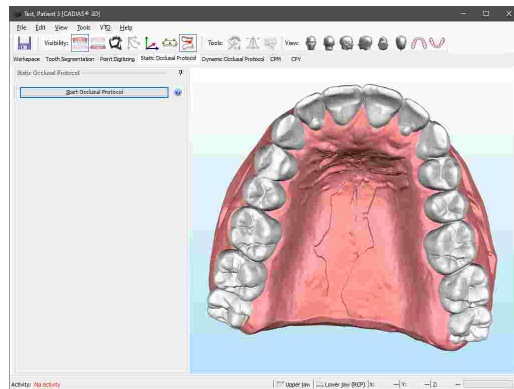 Test, Patient 3 [CADIAS® 3D]
File Edit View Tools VTO Help
Visibility: Tools: View:
Workspace Tooth Segmentation Point Digitizing Static Occlusal Protocol Dynamic Occlusal Protocol CPM CPV
Static Occlusal Protocol
Start Occlusal Protocol
Activity: No activity Upper Jaw Lower Jaw (RCP) X: — Y: — Z: —